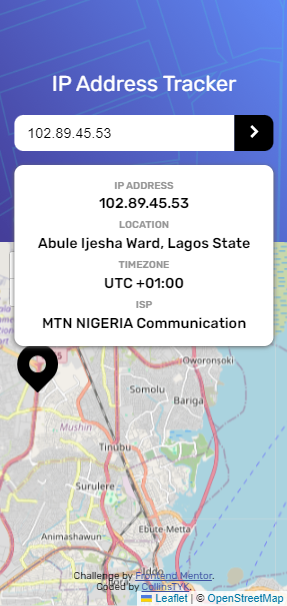 IP Address Tracker
102.89.45.53
IP ADDRESS
102.89.45.53
LOCATION
Abule Ijesha Ward, Lagos State
TIMEZONE
UTC +01:00
ISP
MTN NIGERIA Communication
Oworonsoki
Somolu
Bariga
Mushin
Tinubu
Surulere
Ebute-Metta
Animashawun
Iddo
Challenge by Frontend Mentor.
Coded by CollinsTYK.
Leaflet | © OpenStreetMap